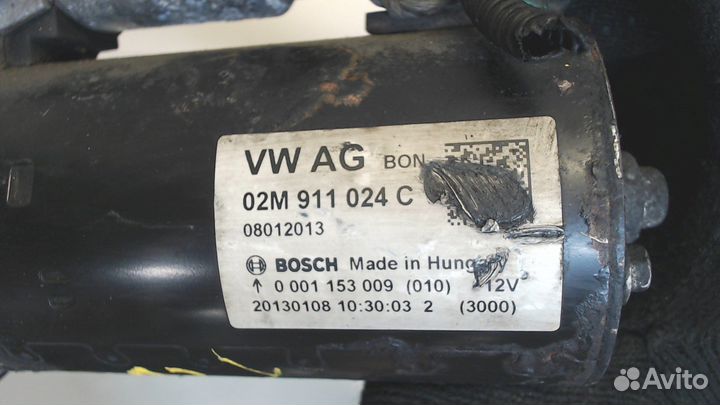 VW AG BON
02M 911 024 C
08012013
BOSCH Made in
↑ 0 001 153 009 (010) 12V
20130108 10:30:03 2 (3000)
Avito